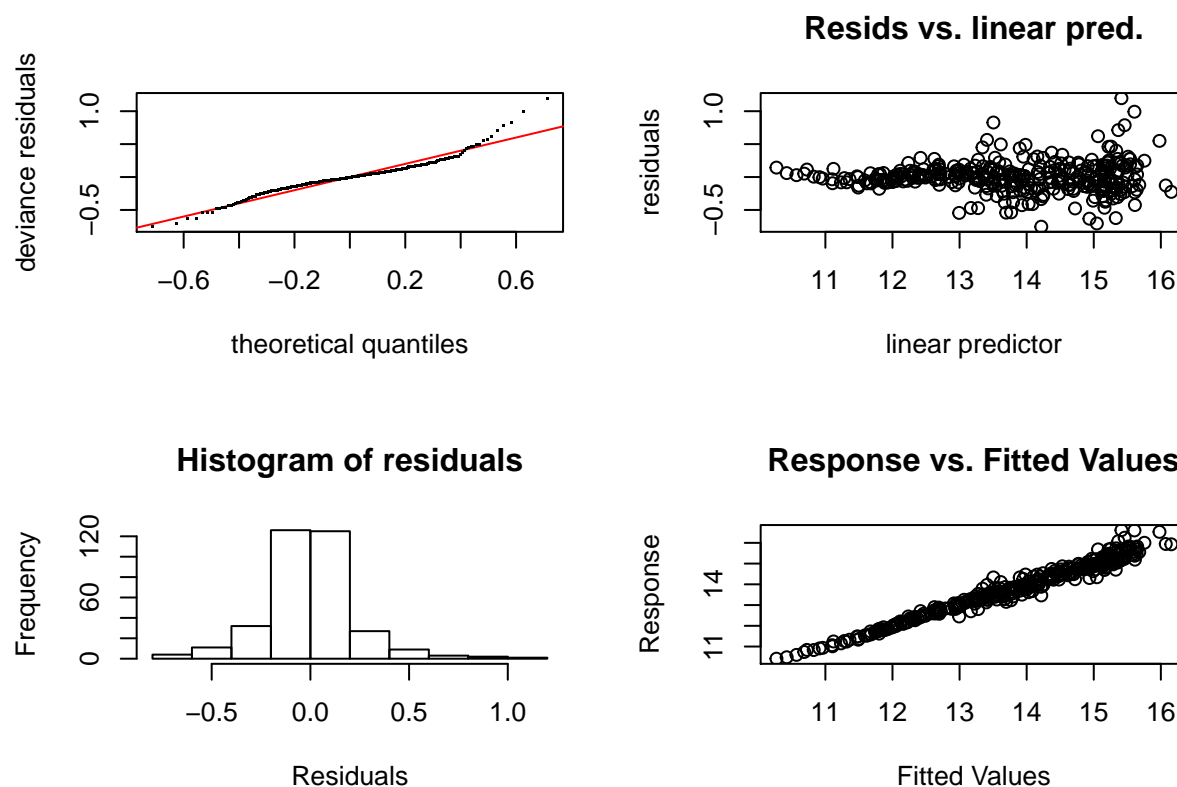 deviance residuals
1.0
−0.5
−0.6
−0.2
0.2
0.6
theoretical quantiles
Resids vs. linear pred.
residuals
1.0
−0.5
11
12
13
14
15
16
linear predictor
Histogram of residuals
Frequency
120
60
0
−0.5
0.0
0.5
1.0
Residuals
Response vs. Fitted Values
Response
14
11
11
12
13
14
15
16
Fitted Values